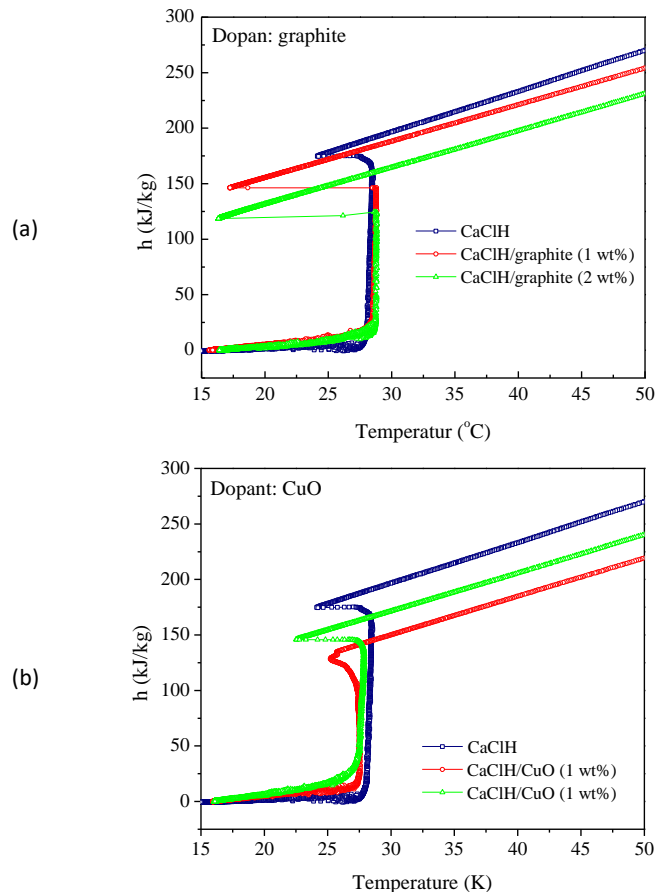 (a)
Dopan: graphite
300
250
200
150
100
50
0
h (kJ/kg)
CaClH
CaClH/graphite (1 wt%)
CaClH/graphite (2 wt%)
15 20 25 30 35 40 45 50
Temperatur (°C)
(b)
Dopant: CuO
300
250
200
150
100
50
0
h (kJ/kg)
CaClH
CaClH/CuO (1 wt%)
CaClH/CuO (1 wt%)
15 20 25 30 35 40 45 50
Temperature (K)